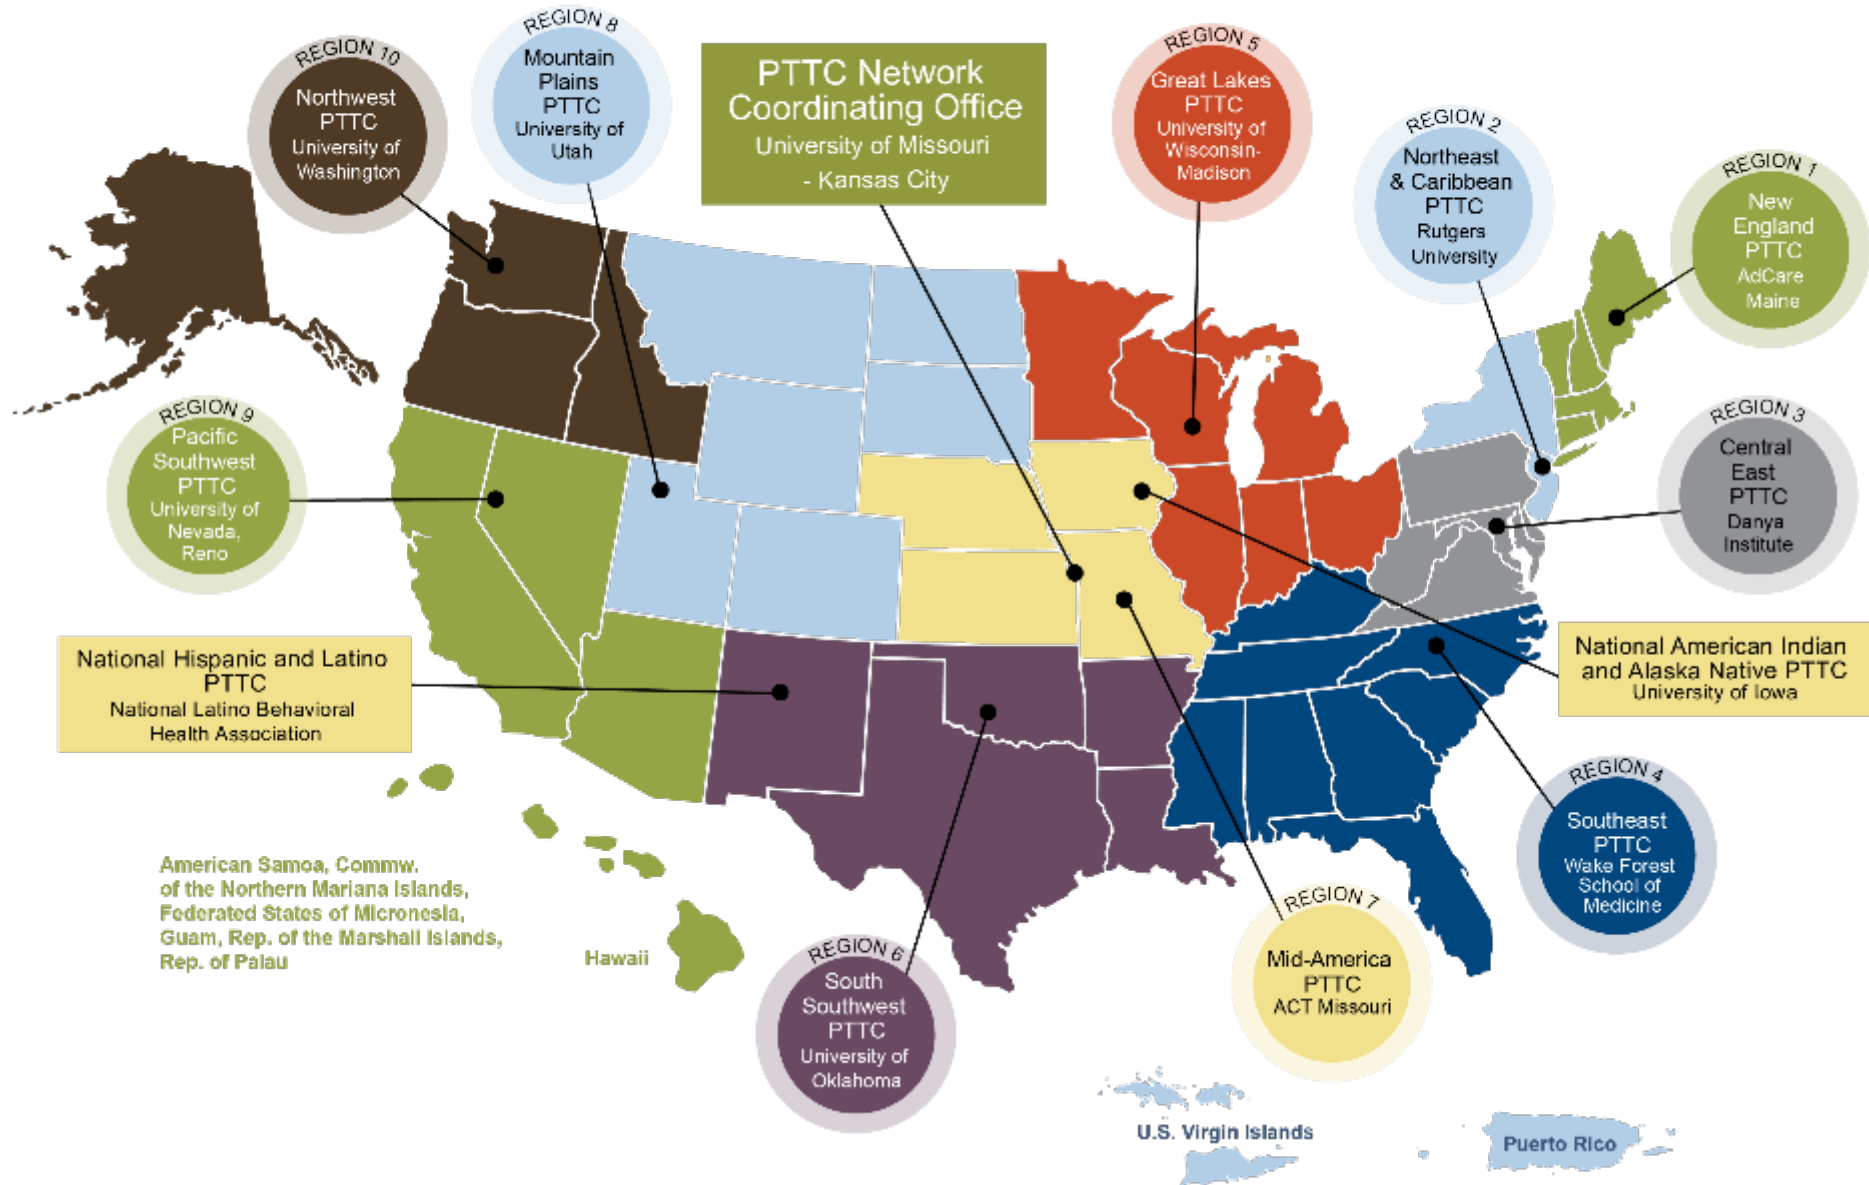 REGION 10
Northwest
PTTC
University of
Washington
REGION 8
Mountain
Plains
PTTC
University of
Utah
PTTC Network
Coordinating Office
University of Missouri
- Kansas City
REGION 5
Great Lakes
PTTC
University of
Wisconsin-
Madison
REGION 2
Northeast
& Caribbean
PTTC
Rutgers
University
REGION 1
New
England
PTTC
AdCare
Maine
REGION 9
Pacific
Southwest
PTTC
University of
Nevada,
Reno
REGION 3
Central
East
PTTC
Danya
Institute
National Hispanic and Latino
PTTC
National Latino Behavioral
Health Association
National American Indian
and Alaska Native PTTC
University of Iowa
REGION 4
Southeast
PTTC
Wake Forest
School of
Medicine
American Samoa, Commw.
of the Northern Mariana Islands,
Federated States of Micronesia,
Guam, Rep. of the Marshall Islands,
Rep. of Palau
Hawaii
REGION 6
South
Southwest
PTTC
University of
Oklahoma
REGION 7
Mid-America
PTTC
ACT Missouri
U.S. Virgin Islands
Puerto Rico